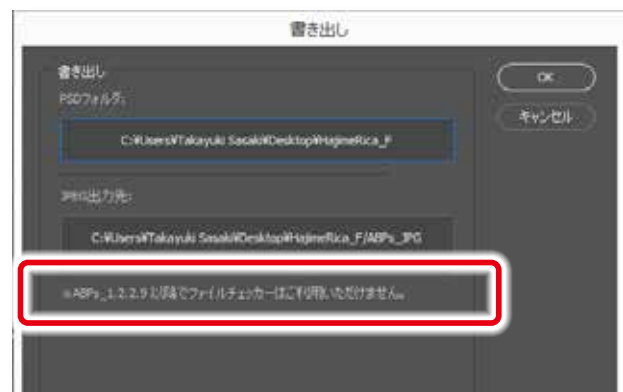 書き出し
書き出し
OK
PSDフォルダ:
キャンセル
C:¥Users¥Takayuki Sasaki¥Desktop¥HajimeRica_F
JPEG出力先:
C:¥Users¥Takayuki Sasaki¥Desktop¥HajimeRica_F/ABPs_JPG
※ABPs_1.2.2.9以降でファイルチェッカーはご利用いただけません。